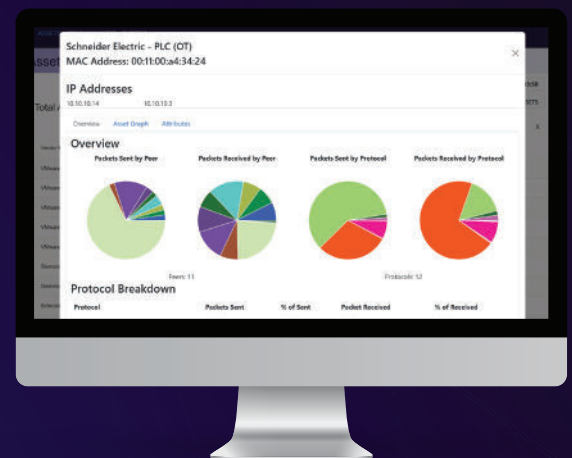 Schneider Electric - PLC (OT)
MAC Address: 00:11:00:a4:34:24
×
IP Addresses
10.10.10.14 10.10.10.3
Overview Asset Graph Attributes
Overview
Packets Sent by Peer Packets Received by Peer Packets Sent by Protocol Packets Received by Protocol
Peers: 11 Protocols: 12
Protocol Breakdown
Protocol Packets Sent % of Sent Packet Received % of Received